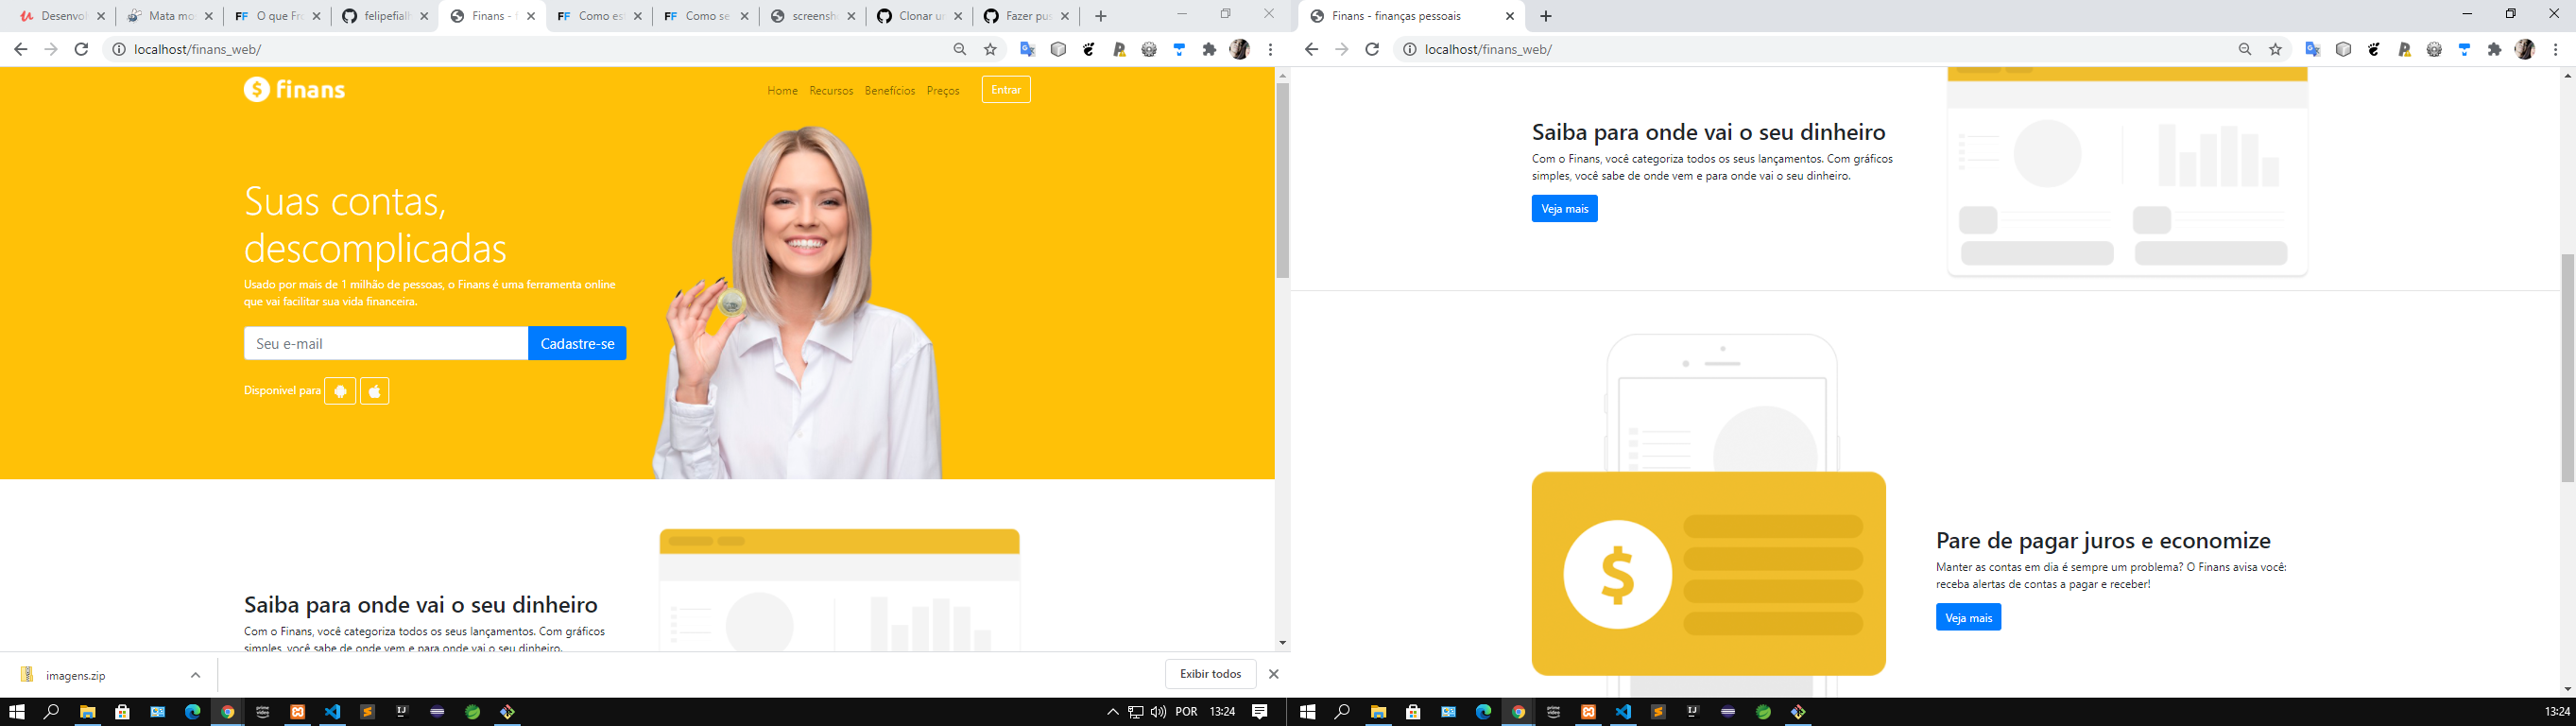 Desenvol
Mata mo
O que Fro
felipefialh
Finans - f
Como es
Como se
screensho
Clonar u
Fazer pus
localhost/finans_web/
$ finans
Home
Recursos
Benefícios
Preços
Entrar
Suas contas,
descomplicadas
Usado por mais de 1 milhão de pessoas, o Finans é uma ferramenta online
que vai facilitar sua vida financeira.
Seu e-mail
Cadastre-se
Disponivel para
Saiba para onde vai o seu dinheiro
Com o Finans, você categoriza todos os seus lançamentos. Com gráficos
simples, você sabe de onde vem e para onde vai o seu dinheiro.
imagens.zip
Exibir todos
POR
13:24
Finans - finanças pessoais
localhost/finans_web/
Saiba para onde vai o seu dinheiro
Com o Finans, você categoriza todos os seus lançamentos. Com gráficos
simples, você sabe de onde vem e para onde vai o seu dinheiro.
Veja mais
$
Pare de pagar juros e economize
Manter as contas em dia é sempre um problema? O Finans avisa você:
receba alertas de contas a pagar e receber!
Veja mais
13:24